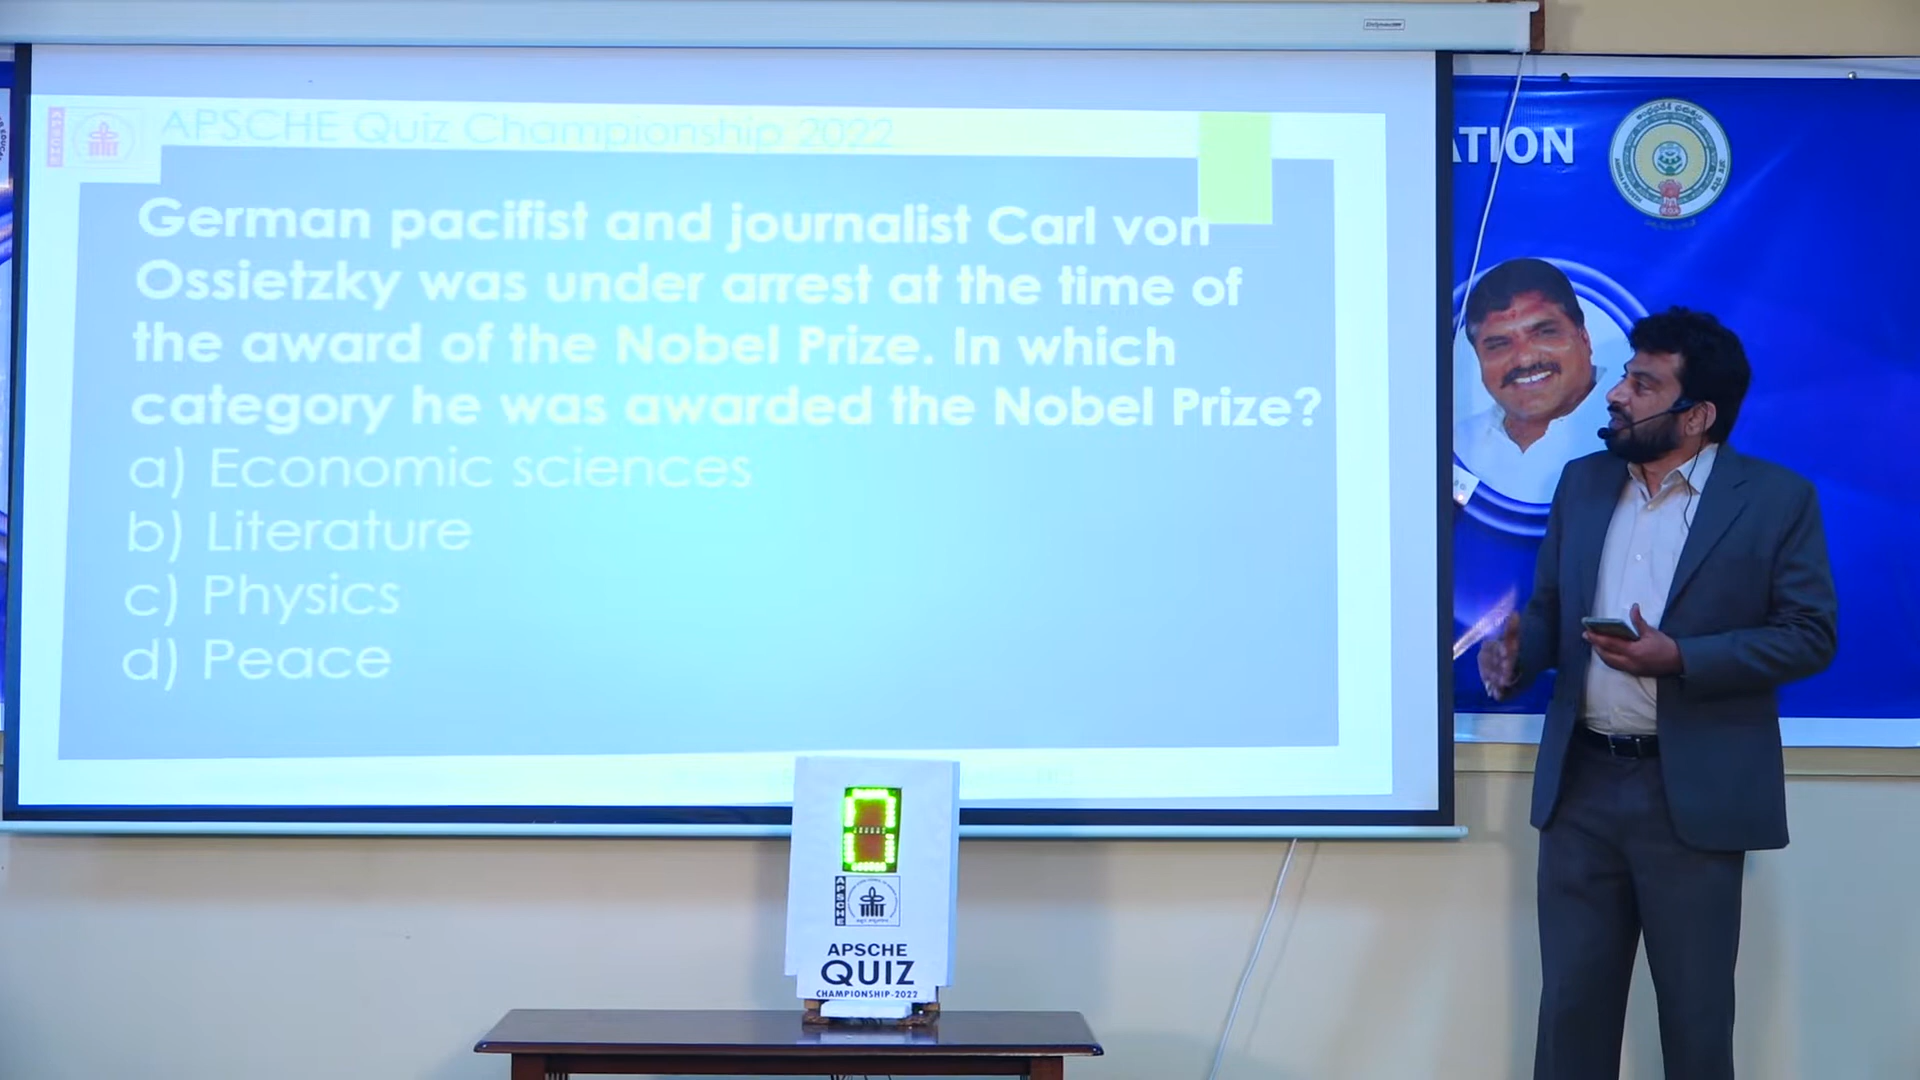 APSCHE Quiz Championship 2022
German pacifist and journalist Carl von
Ossietzky was under arrest at the time of
the award of the Nobel Prize. In which
category he was awarded the Nobel Prize?
a) Economic sciences
b) Literature
c) Physics
d) Peace
ATION
0
APSCHE
APSCHE
QUIZ
CHAMPIONSHIP-2022